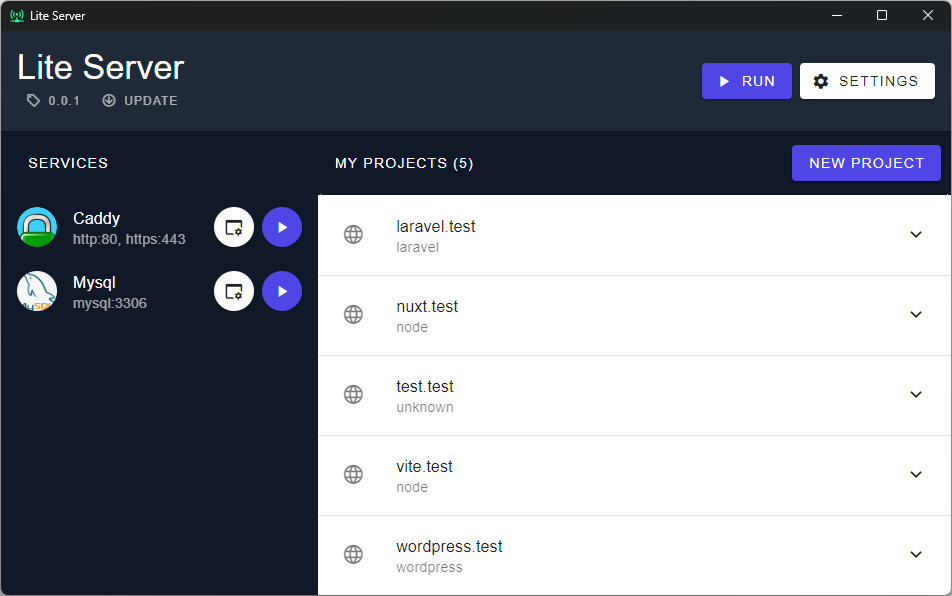 Lite Server
Lite Server
0.0.1 UPDATE
RUN
SETTINGS
SERVICES
Caddy
http:80, https:443
Mysql
mysql:3306
MY PROJECTS (5)
NEW PROJECT
laravel.test
laravel
nuxt.test
node
test.test
unknown
vite.test
node
wordpress.test
wordpress